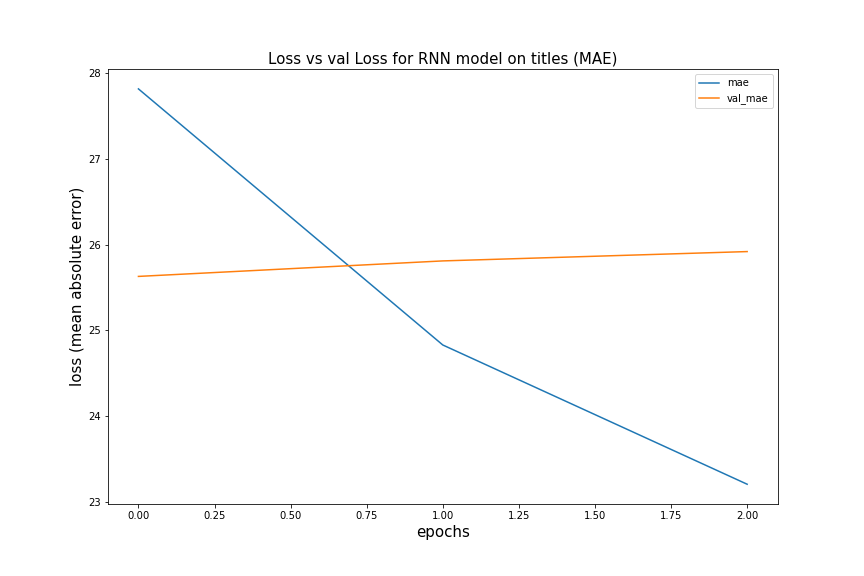 Loss vs val Loss for RNN model on titles (MAE)
mae
val_mae
loss (mean absolute error)
28
27
26
25
24
23
0.00 0.25 0.50 0.75 1.00 1.25 1.50 1.75 2.00
epochs